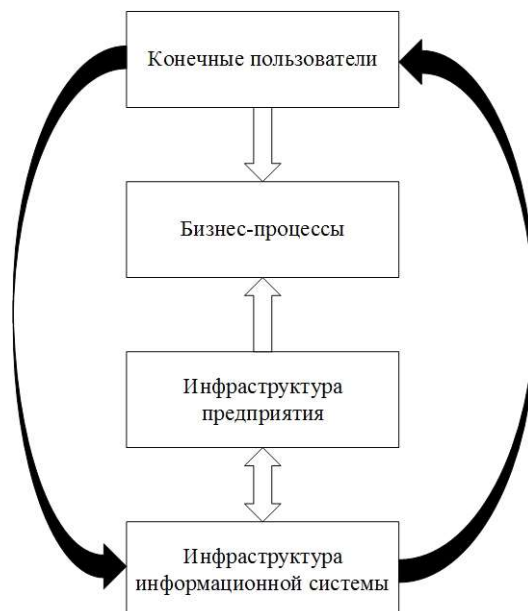 Конечные пользователи
Бизнес-процессы
Инфраструктура
предприятия
Инфраструктура
информационной системы